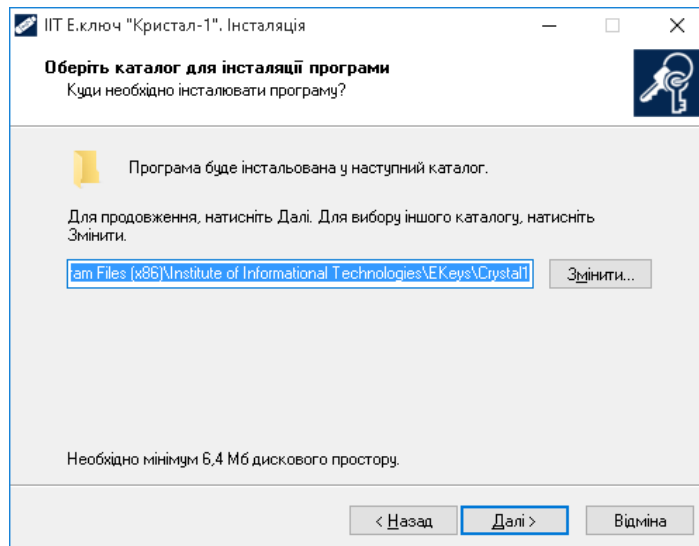 ІІТ Е.ключ "Кристал-1". Інсталяція
Оберіть каталог для інсталяції програми
Куди необхідно інсталювати програму?
Програма буде інстальована у наступний каталог.
Для продовження, натисніть Далі. Для вибору іншого каталогу, натисніть
Змінити.
ram Files (x86)\Institute of Informational Technologies\EKeys\Crystal1
Змінити...
Необхідно мінімум 6,4 Мб дискового простору.
< Назад
Далі >
Відміна